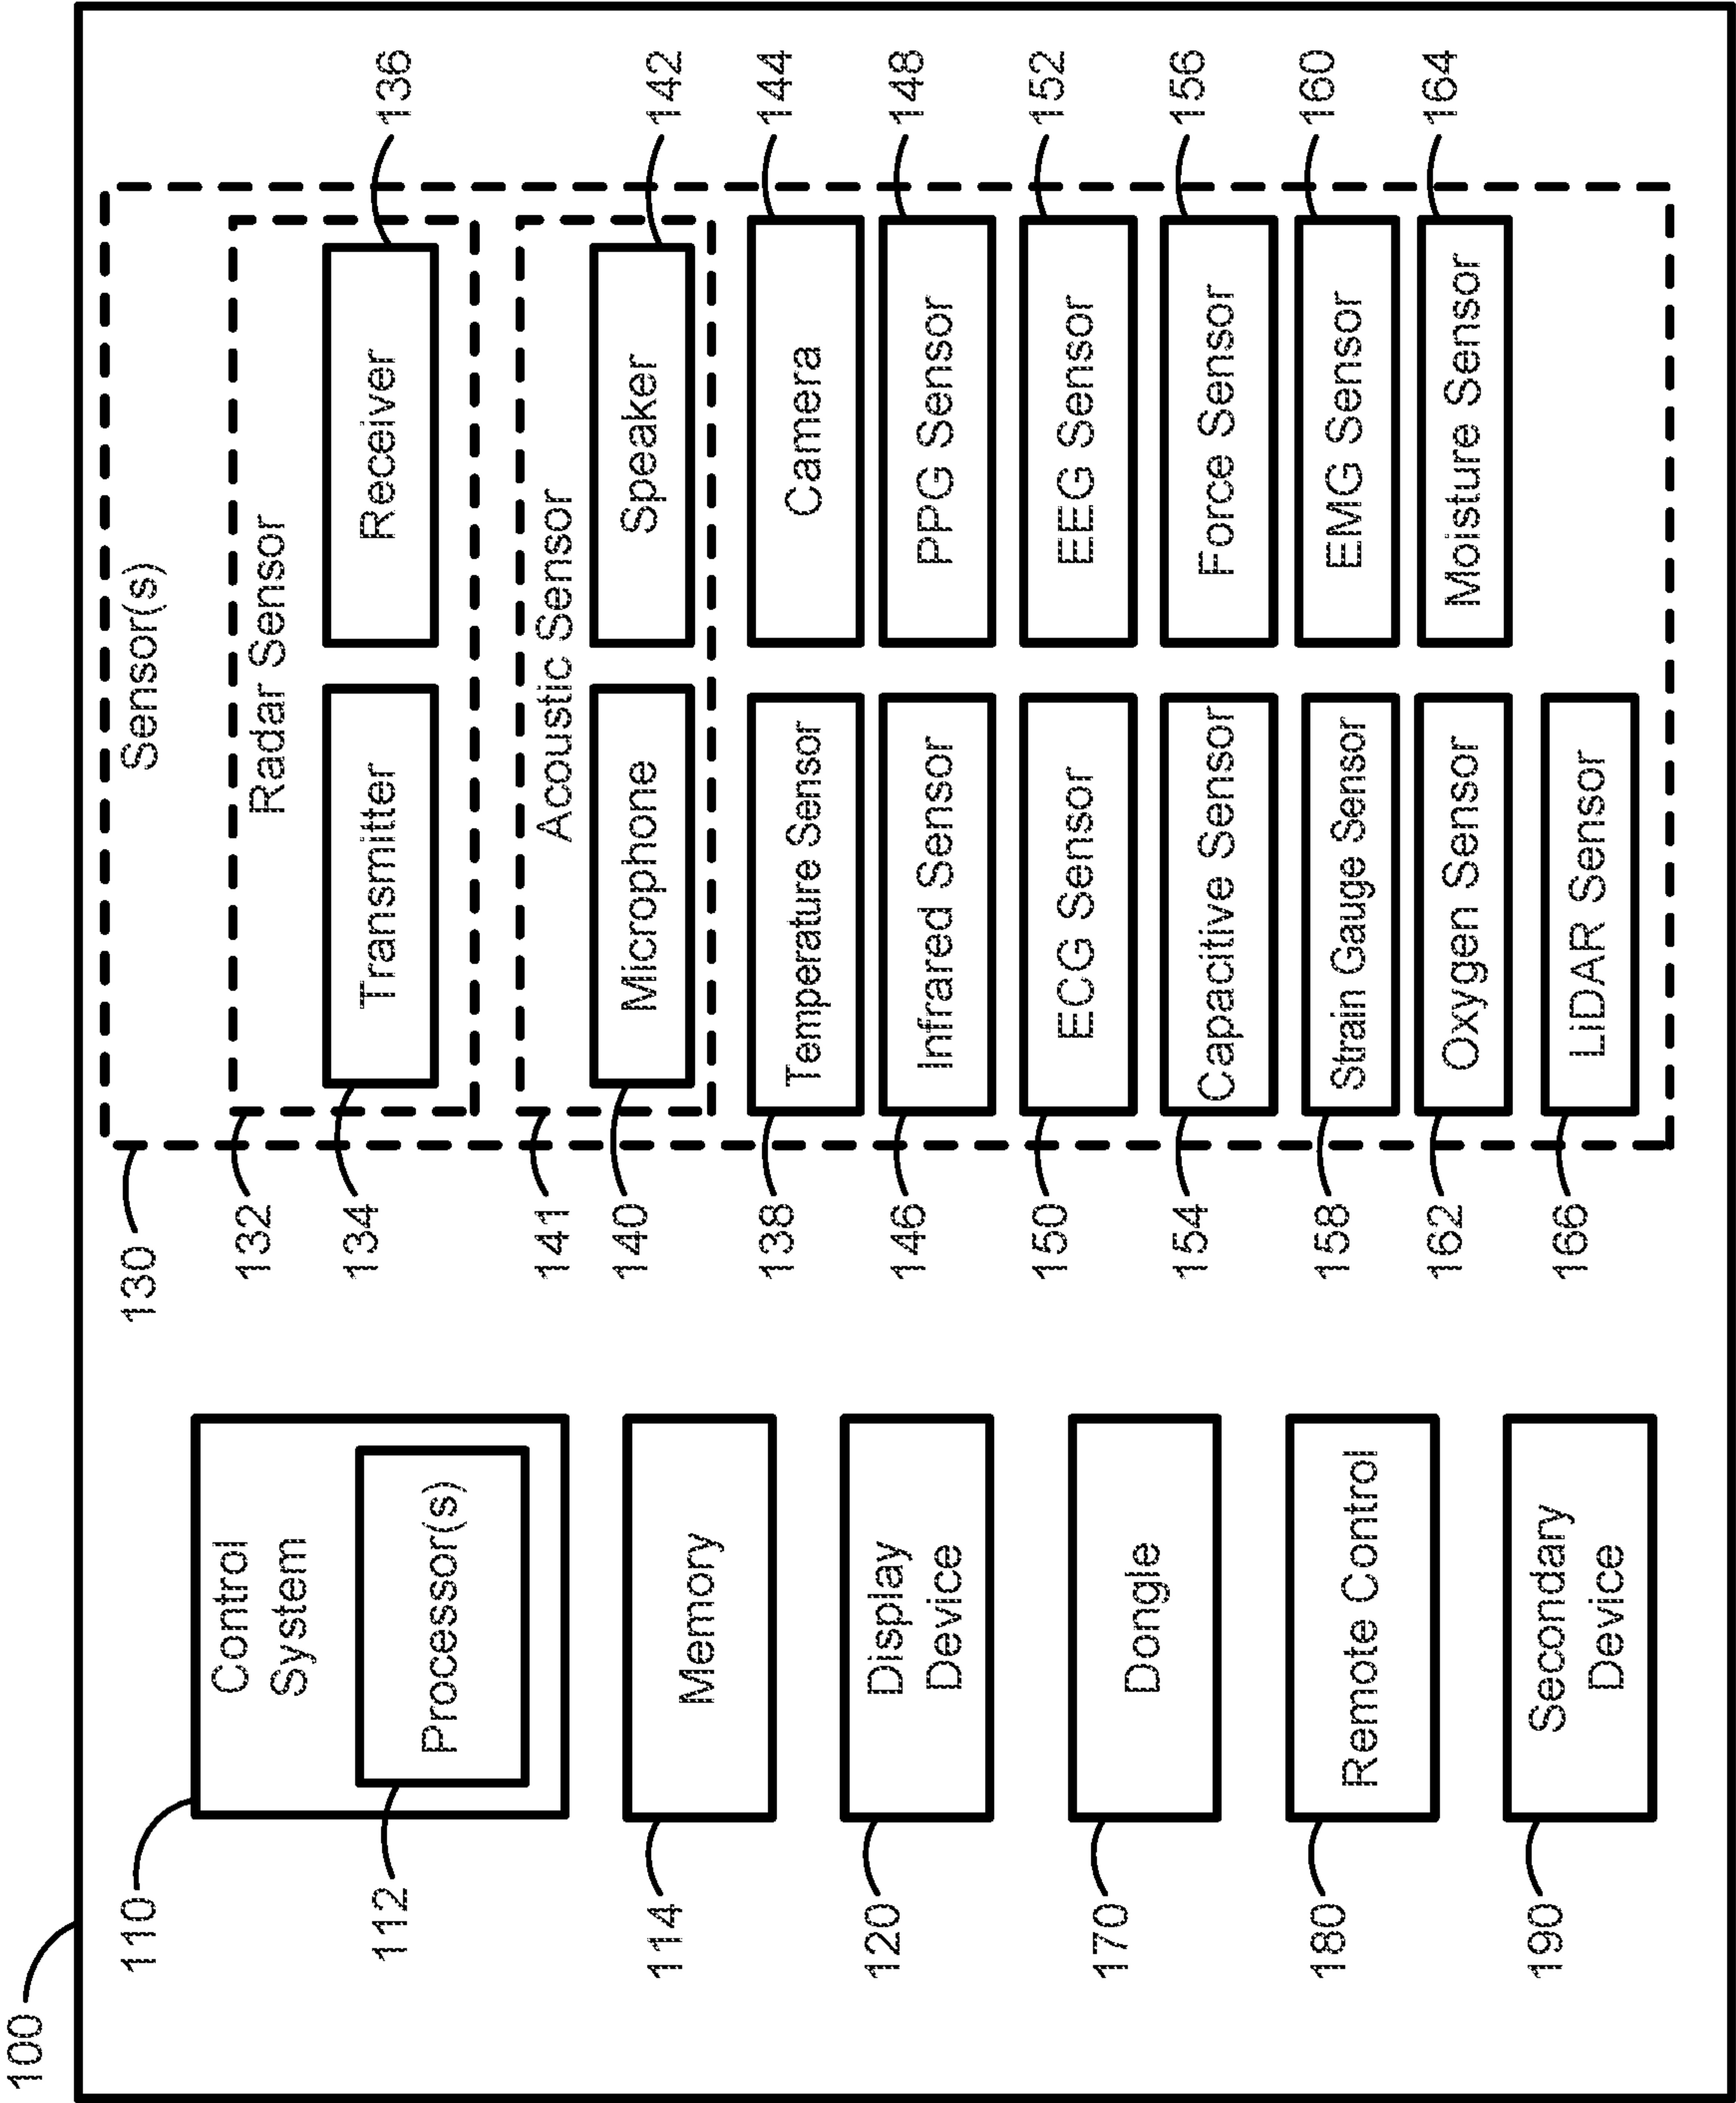 100
110
Control
System
112
Processor(s)
114
Memory
120
Display
Device
170
Dongle
180
Remote Control
190
Secondary
Device
130
Sensor(s)
132
Radar Sensor
134
Transmitter
Receiver
136
141
Acoustic Sensor
140
Microphone
Speaker
142
138
Temperature Sensor
Camera
144
146
Infrared Sensor
PPG Sensor
148
150
ECG Sensor
EEG Sensor
152
154
Capacitive Sensor
Force Sensor
156
158
Strain Gauge Sensor
EMG Sensor
160
162
Oxygen Sensor
Moisture Sensor
164
166
LiDAR Sensor